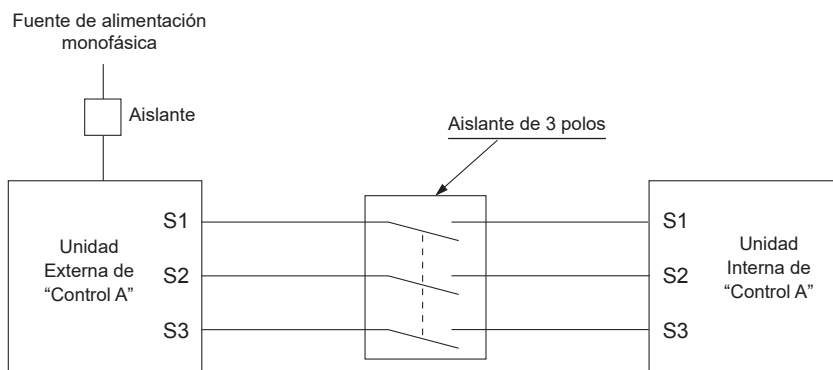 Fuente de alimentación
monofásica
Aislante
Aislante de 3 polos
Unidad
Externa de
“Control A”
S1
S2
S3
S1
S2
S3
Unidad
Interna de
“Control A”